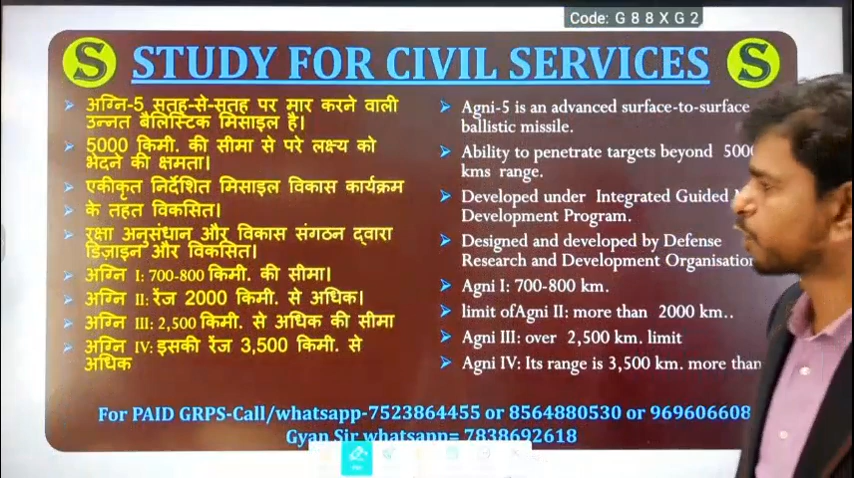 Code: G 8 8 X G 2
S STUDY FOR CIVIL SERVICES S
अग्नि-5 सतह-से-सतह पर मार करने वाली
उन्नत बैलिस्टिक मिसाइल है।
5000 किमी. की सीमा से परे लक्ष्य को
भेदने की क्षमता।
एकीकृत निर्देशित मिसाइल विकास कार्यक्रम
के तहत विकसित।
रक्षा अनुसंधान और विकास संगठन द्वारा
डिज़ाइन और विकसित।
अग्नि I: 700-800 किमी. की सीमा।
अग्नि II: रेंज 2000 किमी. से अधिक।
अग्नि III: 2,500 किमी. से अधिक की सीमा
अग्नि IV: इसकी रेंज 3,500 किमी. से
अधिक
Agni-5 is an advanced surface-to-surface
ballistic missile.
Ability to penetrate targets beyond 500
kms range.
Developed under Integrated Guided
Development Program.
Designed and developed by Defense
Research and Development Organisation
Agni I: 700-800 km.
limit ofAgni II: more than 2000 km..
Agni III: over 2,500 km. limit
Agni IV: Its range is 3,500 km. more than
For PAID GRPS-Call/whatsapp-7523864455 or 8564880530 or 969606608
Gyan Sir whatsapp= 7838692618